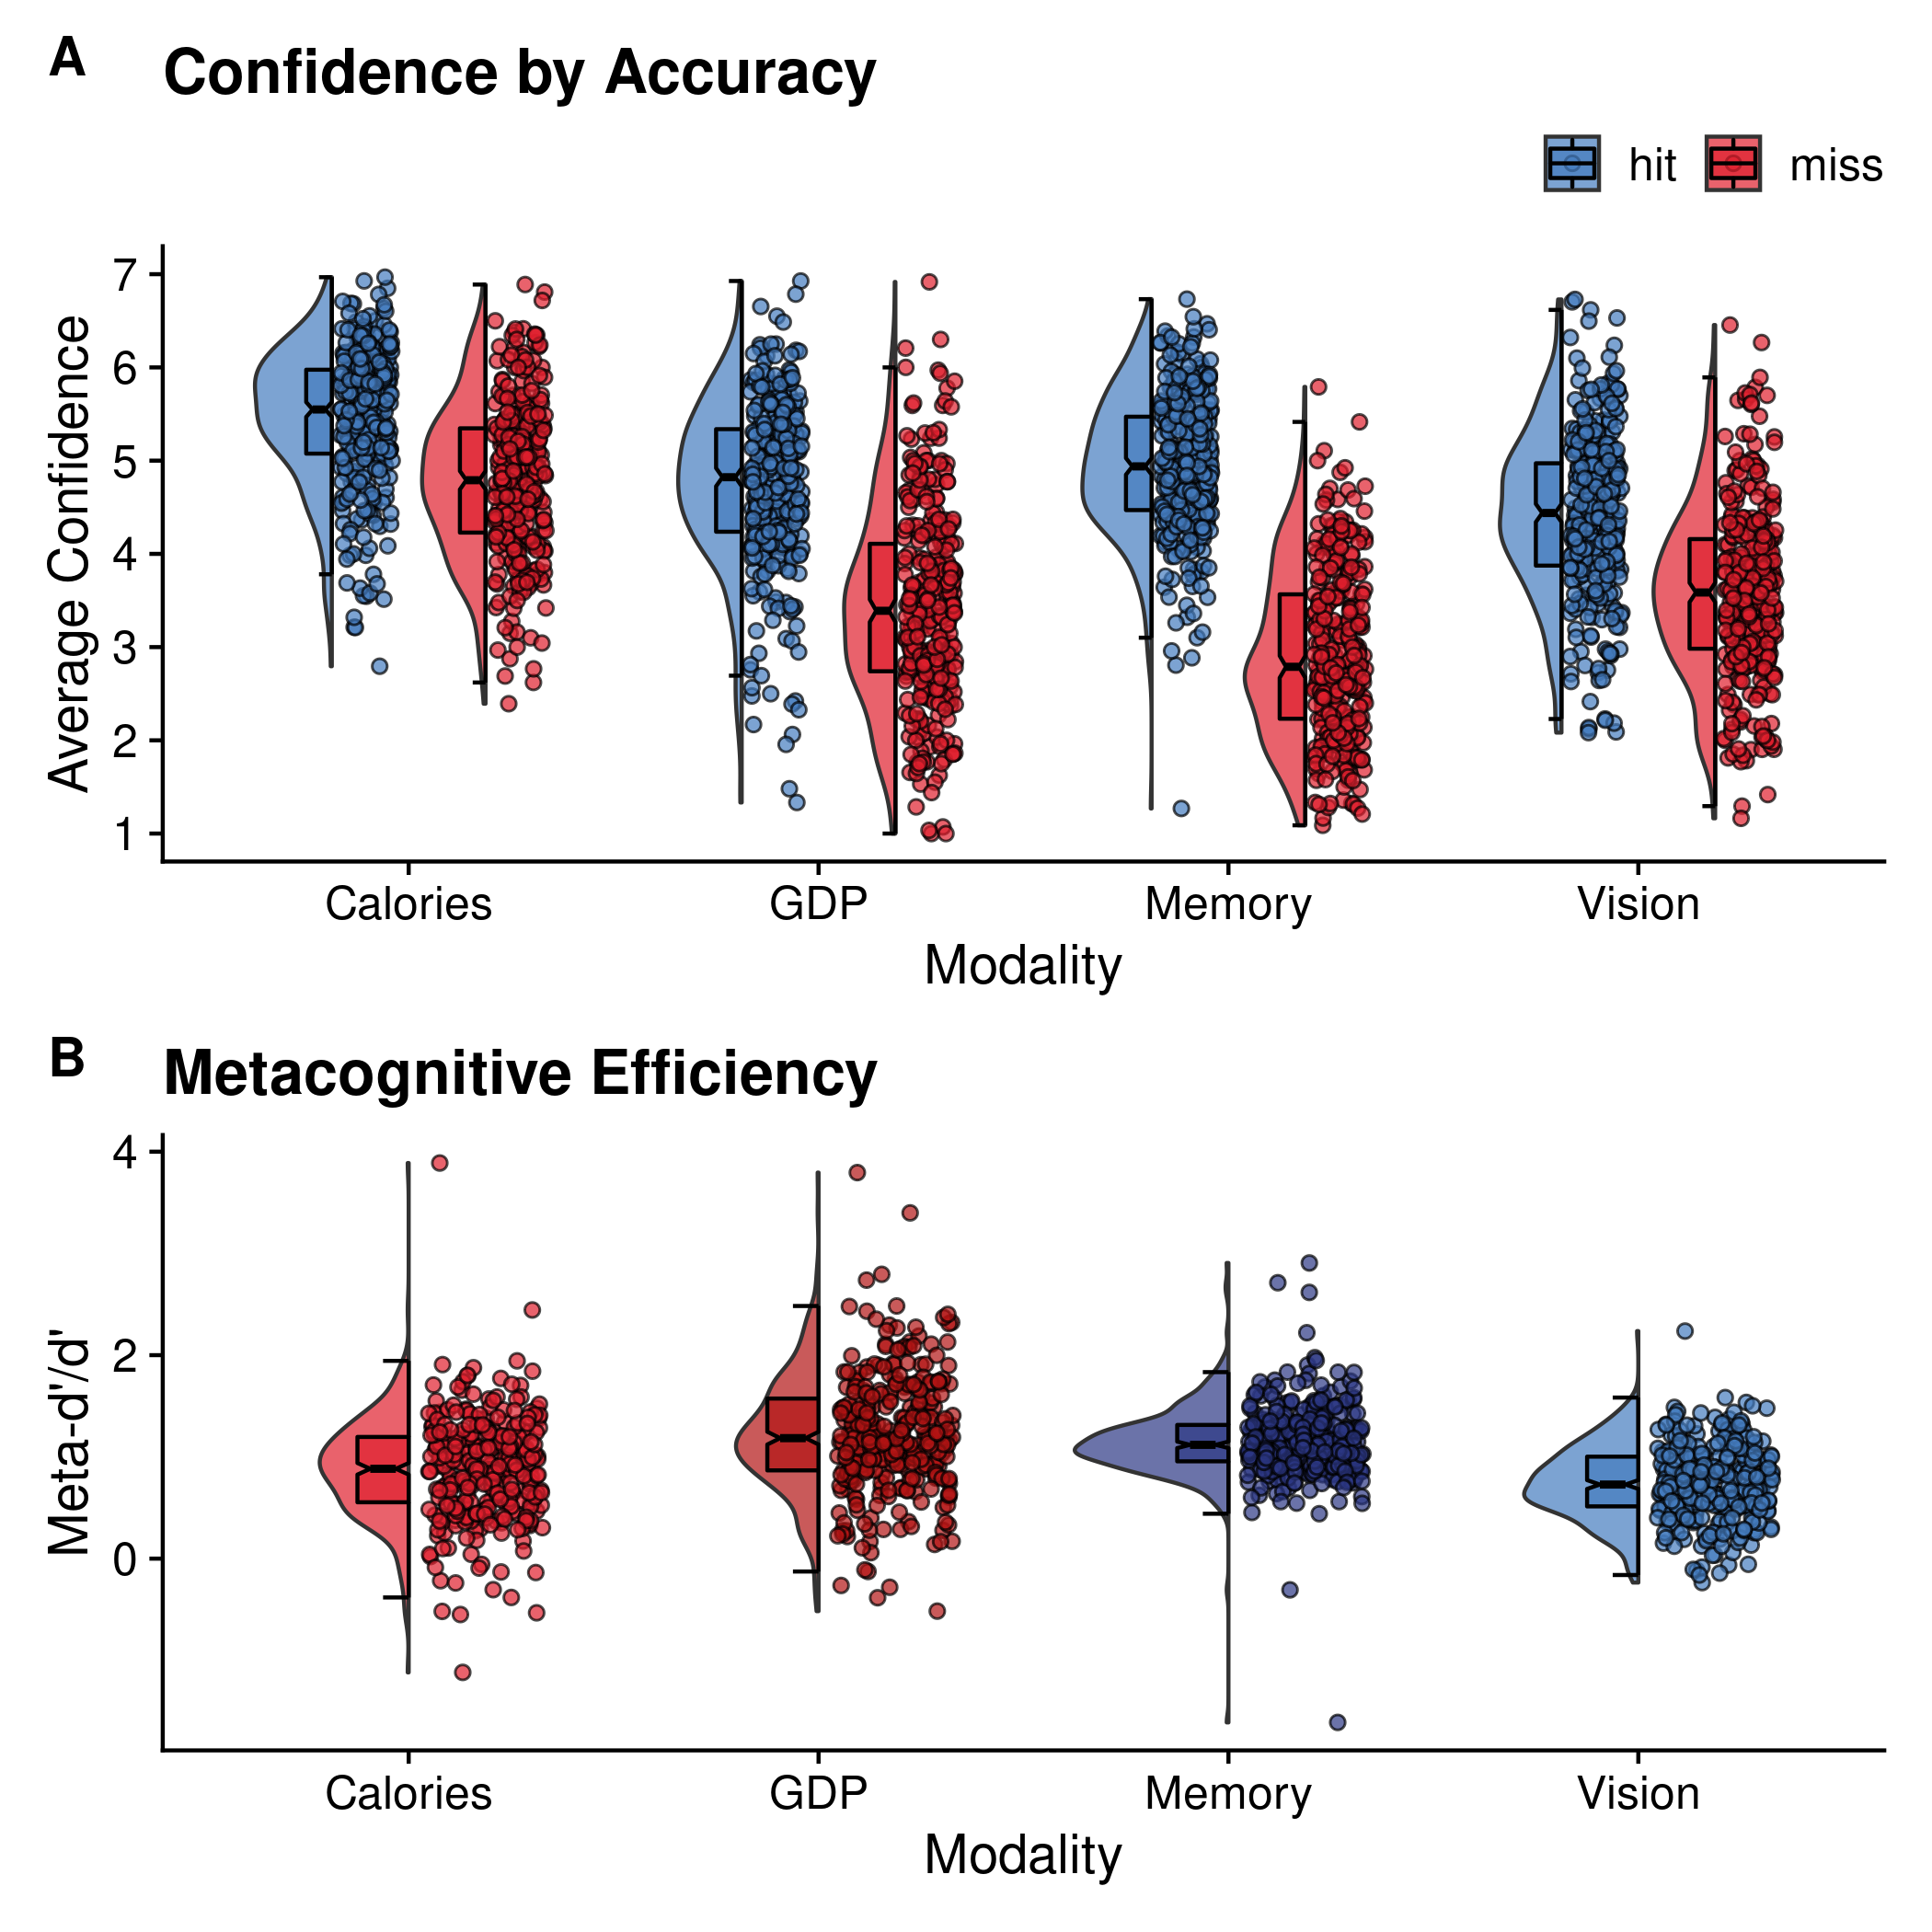 A
Confidence by Accuracy
hit miss
7
6
5
4
3
2
1
Average Confidence
Calories GDP Memory Vision
Modality
B
Metacognitive Efficiency
4
2
0
Meta-d'/d'
Calories GDP Memory Vision
Modality